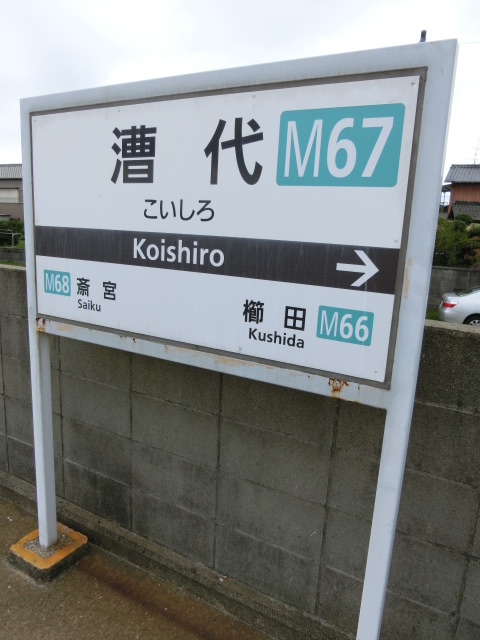 漕代 M67
こいしろ
Koishiro →
M68 斎宮
Saiku
櫛田 M66
Kushida